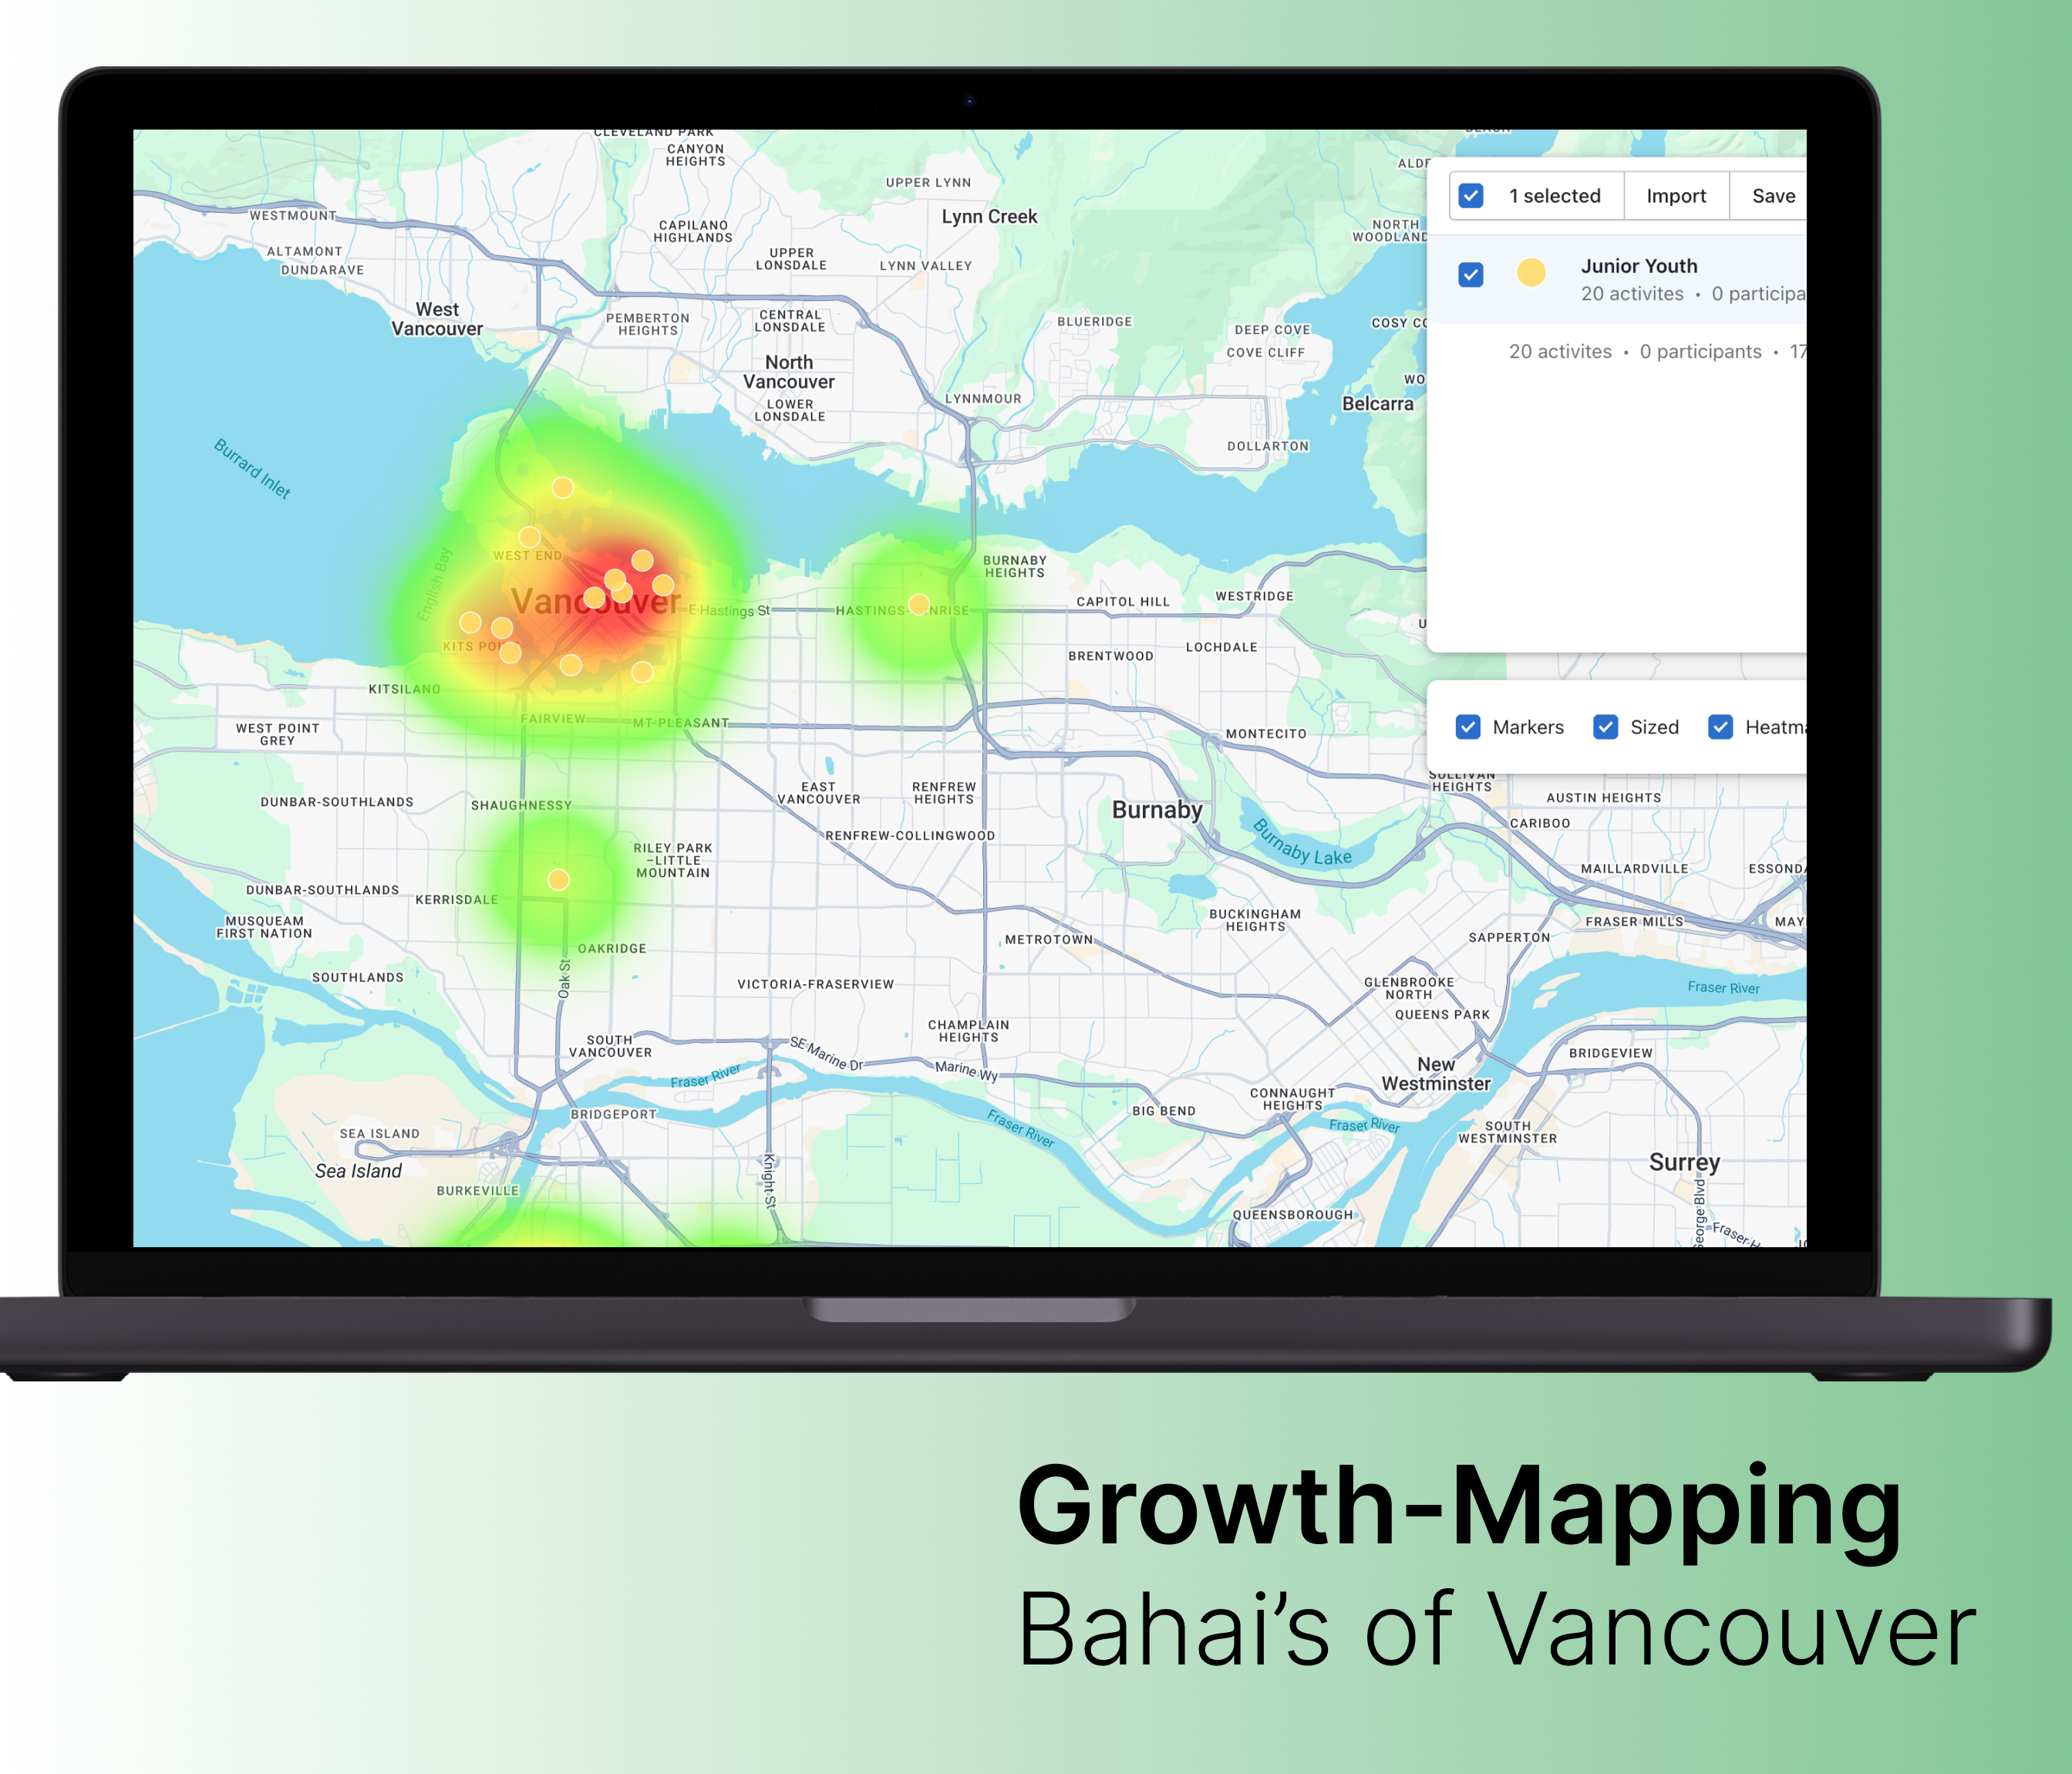 CLEVELAND PARK
CANYON
HEIGHTS
UPPER LYNN
WESTMOUNT
Lynn Creek
CAPILANO
HIGHLANDS
NORTH
ALTAMONT
UPPER
LONSDALE
LYNN VALLEY
DUNDARAVE
West
Vancouver
PEMBERTON
HEIGHTS
CENTRAL
LONSDALE
BLUERIDGE
DEEP COVE
COVE CLIFF
North
Vancouver
LYNNMOUR
LOWER
LONSDALE
Belcarra
DOLLARTON
Burrard Inlet
English Bay
WEST END
Vancouver
E Hastings St
BURNABY
HEIGHTS
CAPITOL HILL
WESTRIDGE
KITSILANO
BRENTWOOD
LOCHDALE
WEST POINT
GREY
FAIRVIEW
MT PLEASANT
MONTECITO
1 selected
Import
Save
Junior Youth
20 activites •
0
20 activites • 0 participants • 17
Markers
Sized
SULLIVAN
HEIGHTS
AUSTIN HEIGHTS
DUNBAR-SOUTHLANDS
SHAUGHNESSY
EAST
VANCOUVER
RENFREW
HEIGHTS
Burnaby
CARIBOO
RENFREW-COLLINGWOOD
Burnaby Lake
RILEY PARK
–LITTLE
MOUNTAIN
MAILLARDVILLE
DUNBAR-SOUTHLANDS
KERRISDALE
MUSQUEAM
FIRST NATION
BUCKINGHAM
HEIGHTS
FRASER MILLS
METROTOWN
SAPPERTON
OAKRIDGE
SOUTHLANDS
Oak St
VICTORIA-FRASERVIEW
GLENBROOKE
NORTH
Fraser River
QUEENS PARK
CHAMPLAIN
HEIGHTS
SOUTH
VANCOUVER
SE Marine Dr
Marine Wy
BRIDGEVIEW
New
Westminster
Fraser River
BRIDGEPORT
Fraser River
BIG BEND
CONNAUGHT
HEIGHTS
Fraser River
SOUTH
WESTMINSTER
SEA ISLAND
Sea Island
Surrey
BURKEVILLE
Knight St
QUEENSBOROUGH
Growth-Mapping
Bahai’s of Vancouver